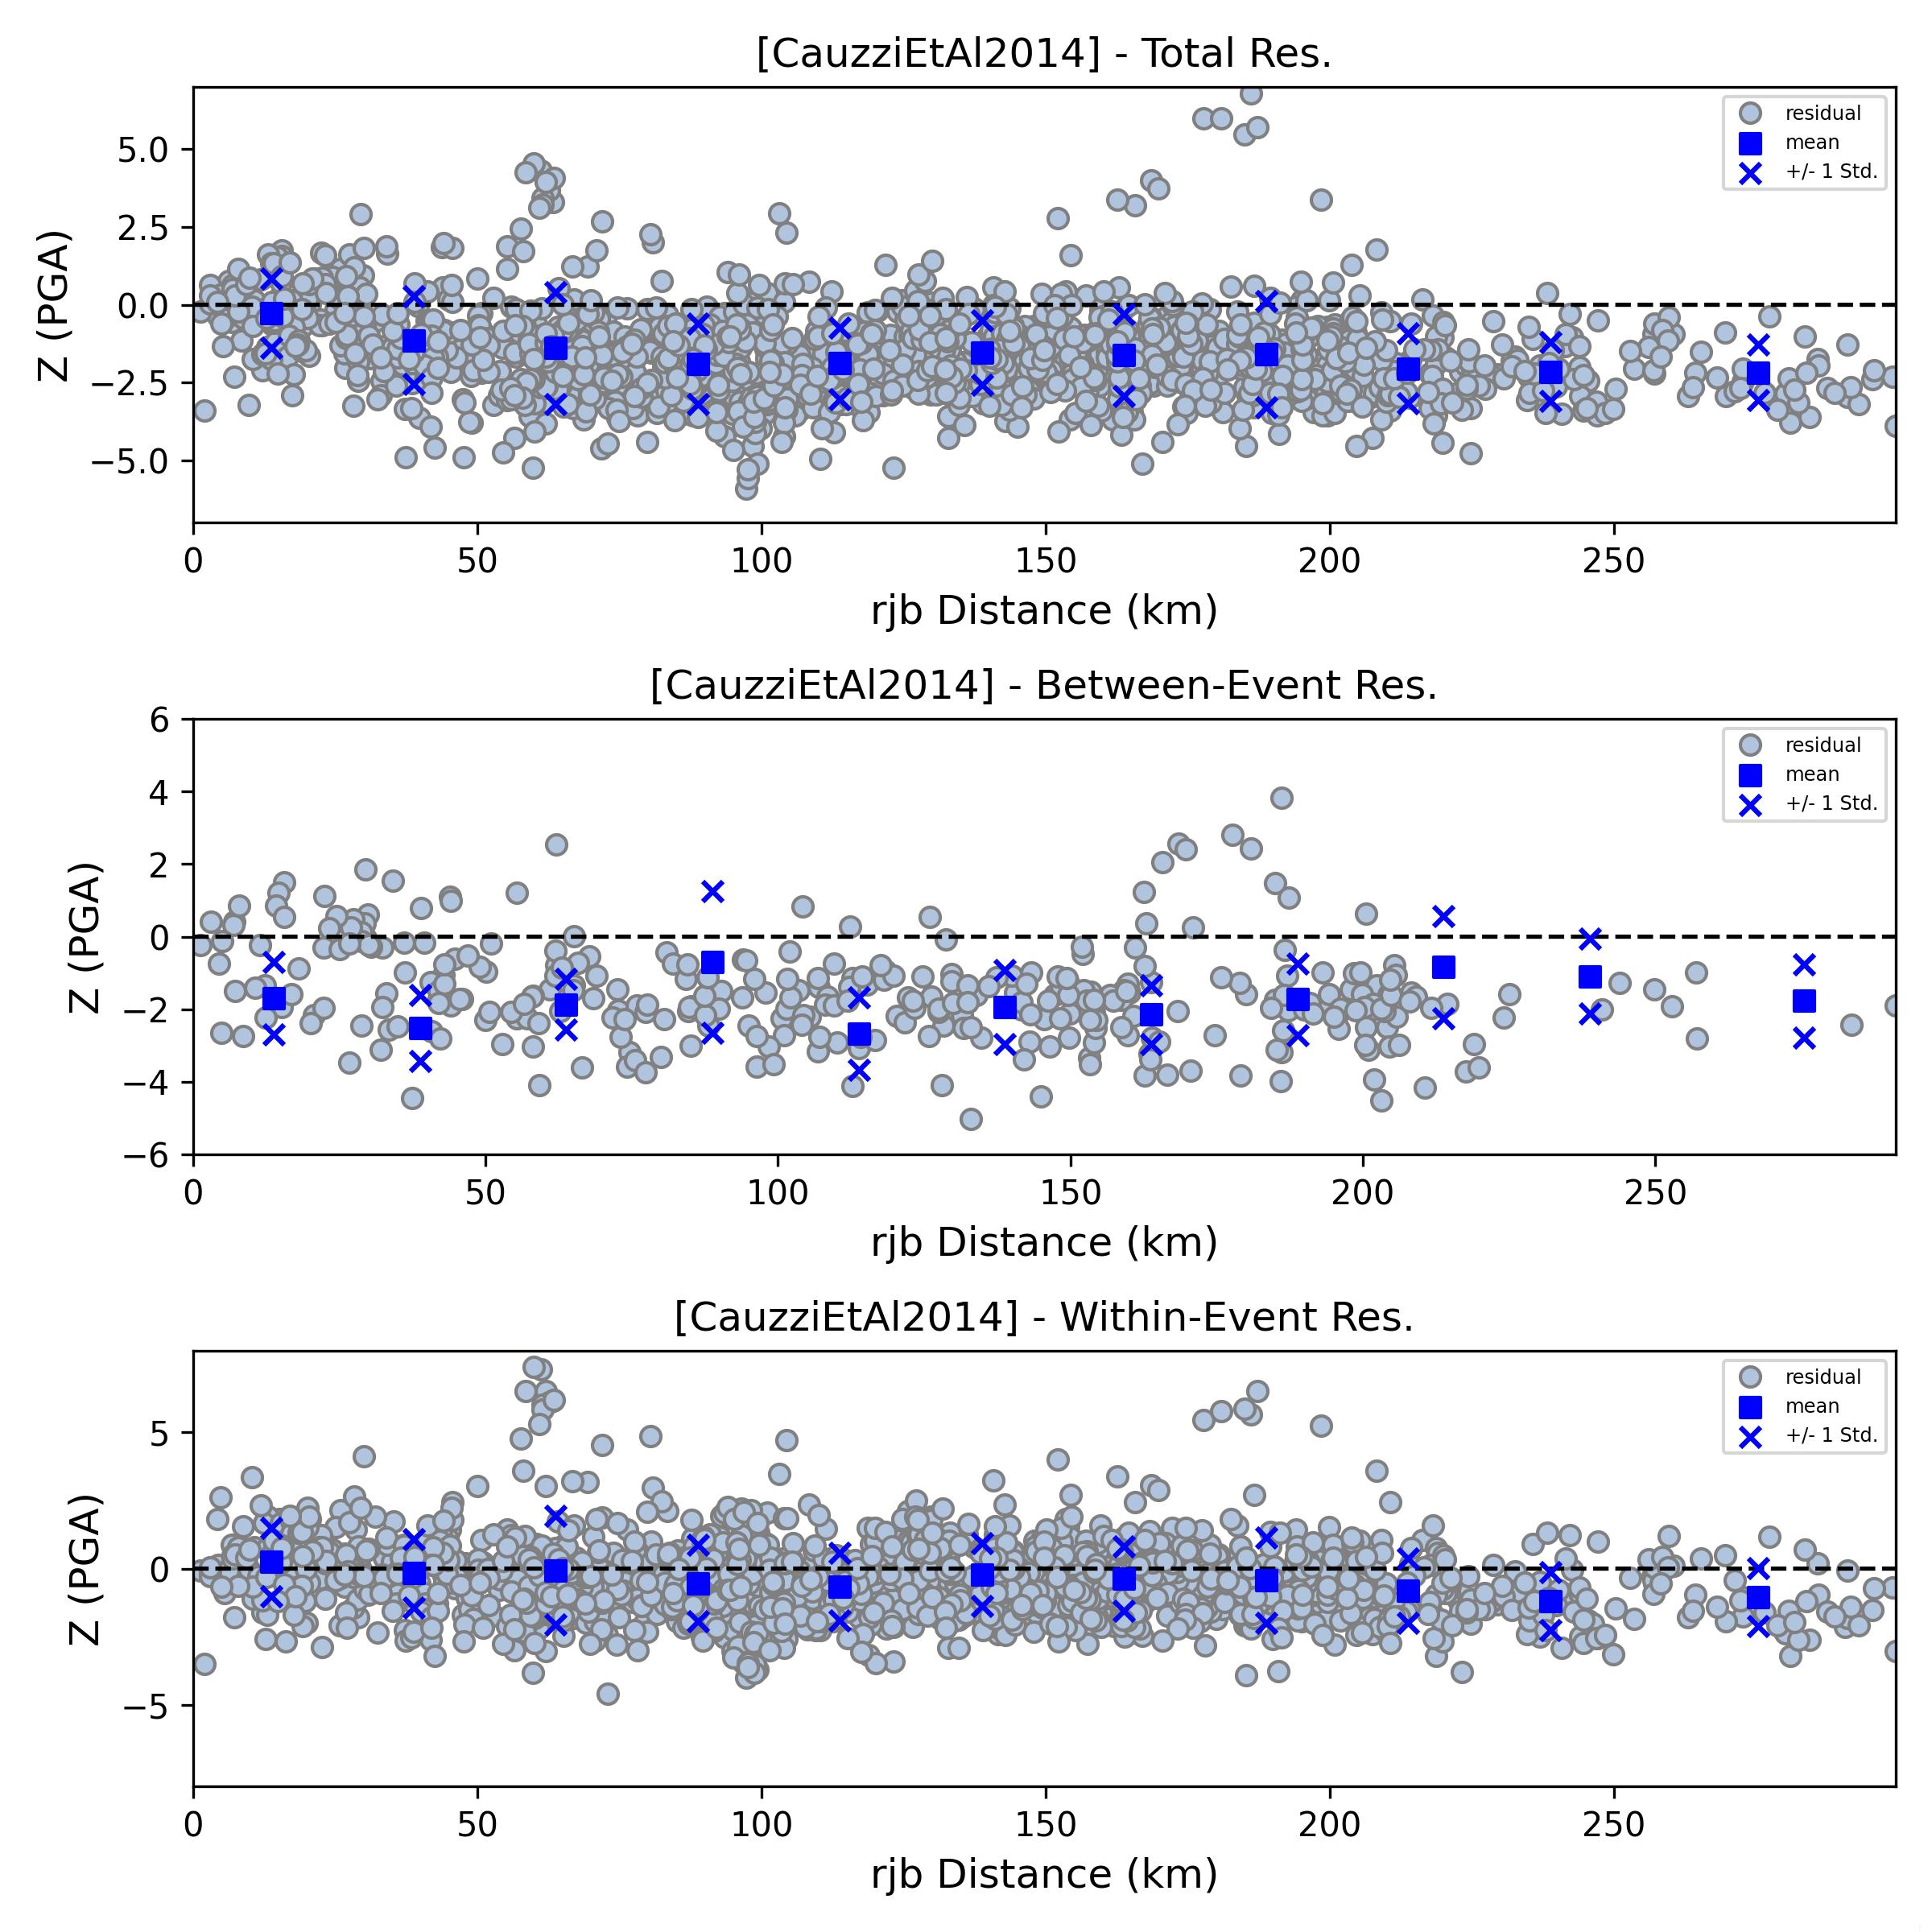 [CauzziEtAl2014] - Total Res.
Z (PGA)
5.0
2.5
0.0
−2.5
−5.0
residual
mean
+/- 1 Std.
0 50 100 150 200 250
rjb Distance (km)
[CauzziEtAl2014] - Between-Event Res.
Z (PGA)
6
4
2
0
−2
−4
−6
residual
mean
+/- 1 Std.
0 50 100 150 200 250
rjb Distance (km)
[CauzziEtAl2014] - Within-Event Res.
Z (PGA)
5
0
−5
residual
mean
+/- 1 Std.
0 50 100 150 200 250
rjb Distance (km)